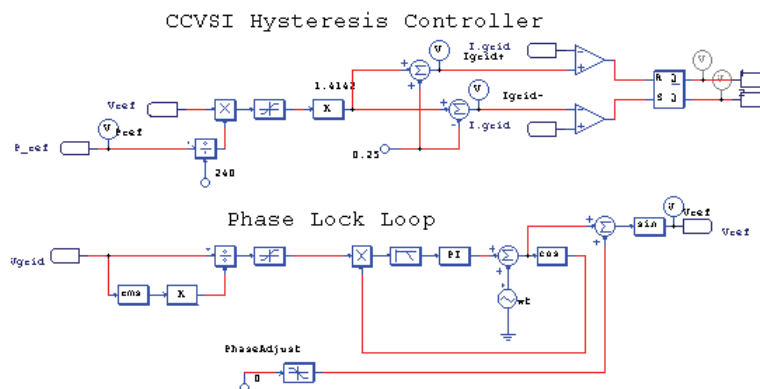 CCVSI Hysteresis Controller
I.grid
Igrid+
1.4142
K
Vref
Pref
P_ref
240
0.25
Igrid-
I.grid
R Q
S Q
Phase Lock Loop
Vgrid
rms
K
PI
cos
wt
sin
Vref
Vref
PhaseAdjust
0